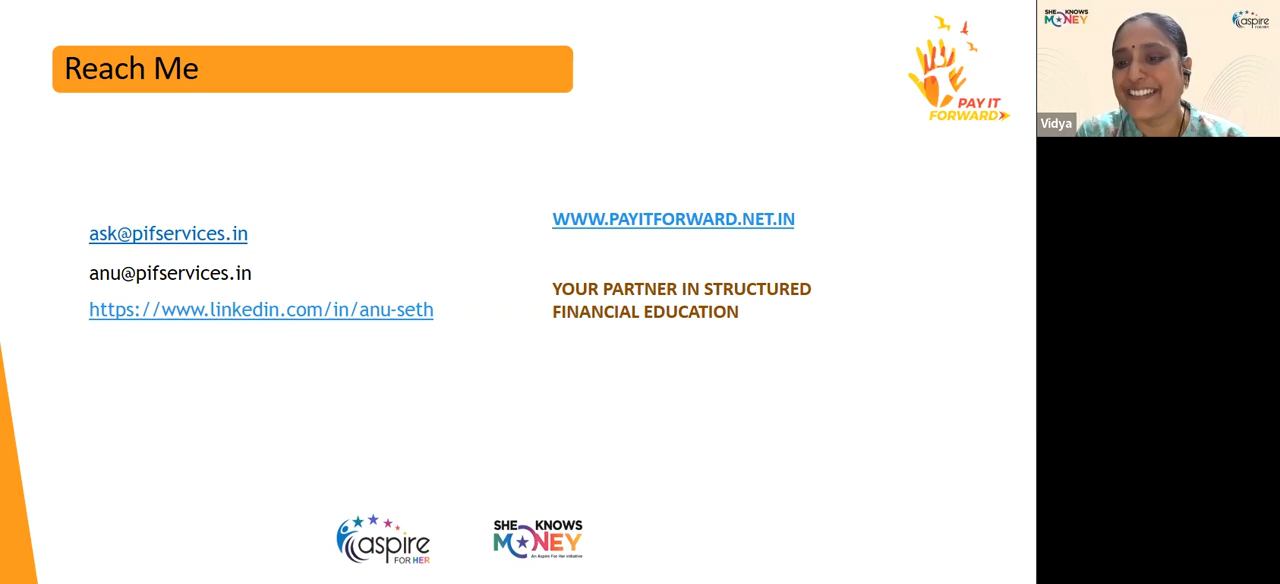 Reach Me
PAY IT
FORWARD
SHE KNOWS
MONEY
aspire
FOR HER
Vidya
ask@pifservices.in
anu@pifservices.in
https://www.linkedin.com/in/anu-seth
WWW.PAYITFORWARD.NET.IN
YOUR PARTNER IN STRUCTURED
FINANCIAL EDUCATION
aspire
FOR HER
SHE KNOWS
MONEY
An Aspire For Her Initiative